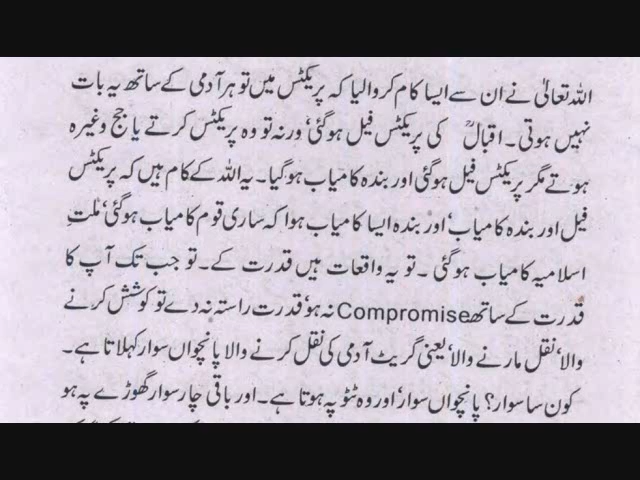 اللہ تعالیٰ نے ان سے ایسا کام کروالیا کہ پریکٹس میں تو ہر آدمی کے ساتھ یہ بات
نہیں ہوتی۔ اقبالؒ کی پریکٹس فیل ہوگئی، ورنہ تو وہ پریکٹس کرتے یا جج وغیرہ
ہوتے مگر پریکٹس فیل ہوگئی اور بندہ کامیاب ہوگیا۔ یہ اللہ کے کام ہیں کہ پریکٹس
فیل اور بندہ کامیاب، اور بندہ ایسا کامیاب ہوا کہ ساری قوم کامیاب ہوگئی، ملتِ
اسلامیہ کامیاب ہوگئی ۔ تو یہ واقعات ہیں قدرت کے۔ تو جب تک آپ کا
قدرت کے ساتھ Compromise نہ ہو، قدرت راستہ نہ دے تو کوشش کرنے
والا، نقل مارنے والا، یعنی گریٹ آدمی کی نقل کرنے والا پانچواں سوار کہلاتا ہے۔
کون سا سوار؟ پانچواں سوار، اور وہ ٹٹو پہ ہوتا ہے۔ اور باقی چار سوار گھوڑے پہ ہو